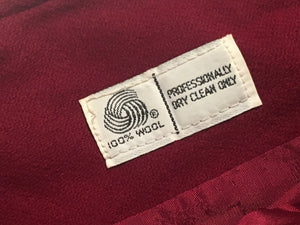 ®
100% WOOL
PROFESSIONALLY
DRY CLEAN ONLY